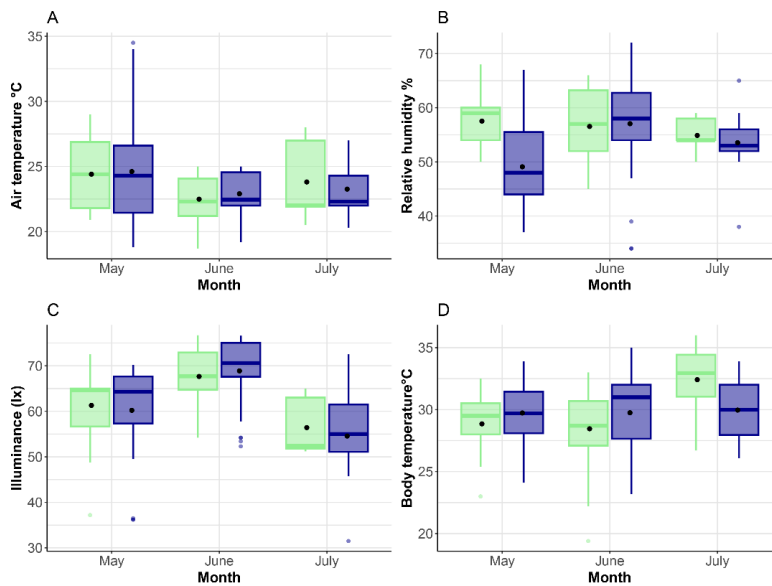 A
Air temperature °C
35
30
25
20
May
June
July
Month
B
Relative humidity %
70
60
50
40
May
June
July
Month
C
Illuminance (lx)
70
60
50
40
30
May
June
July
Month
D
Body temperature°C
35
30
25
20
May
June
July
Month